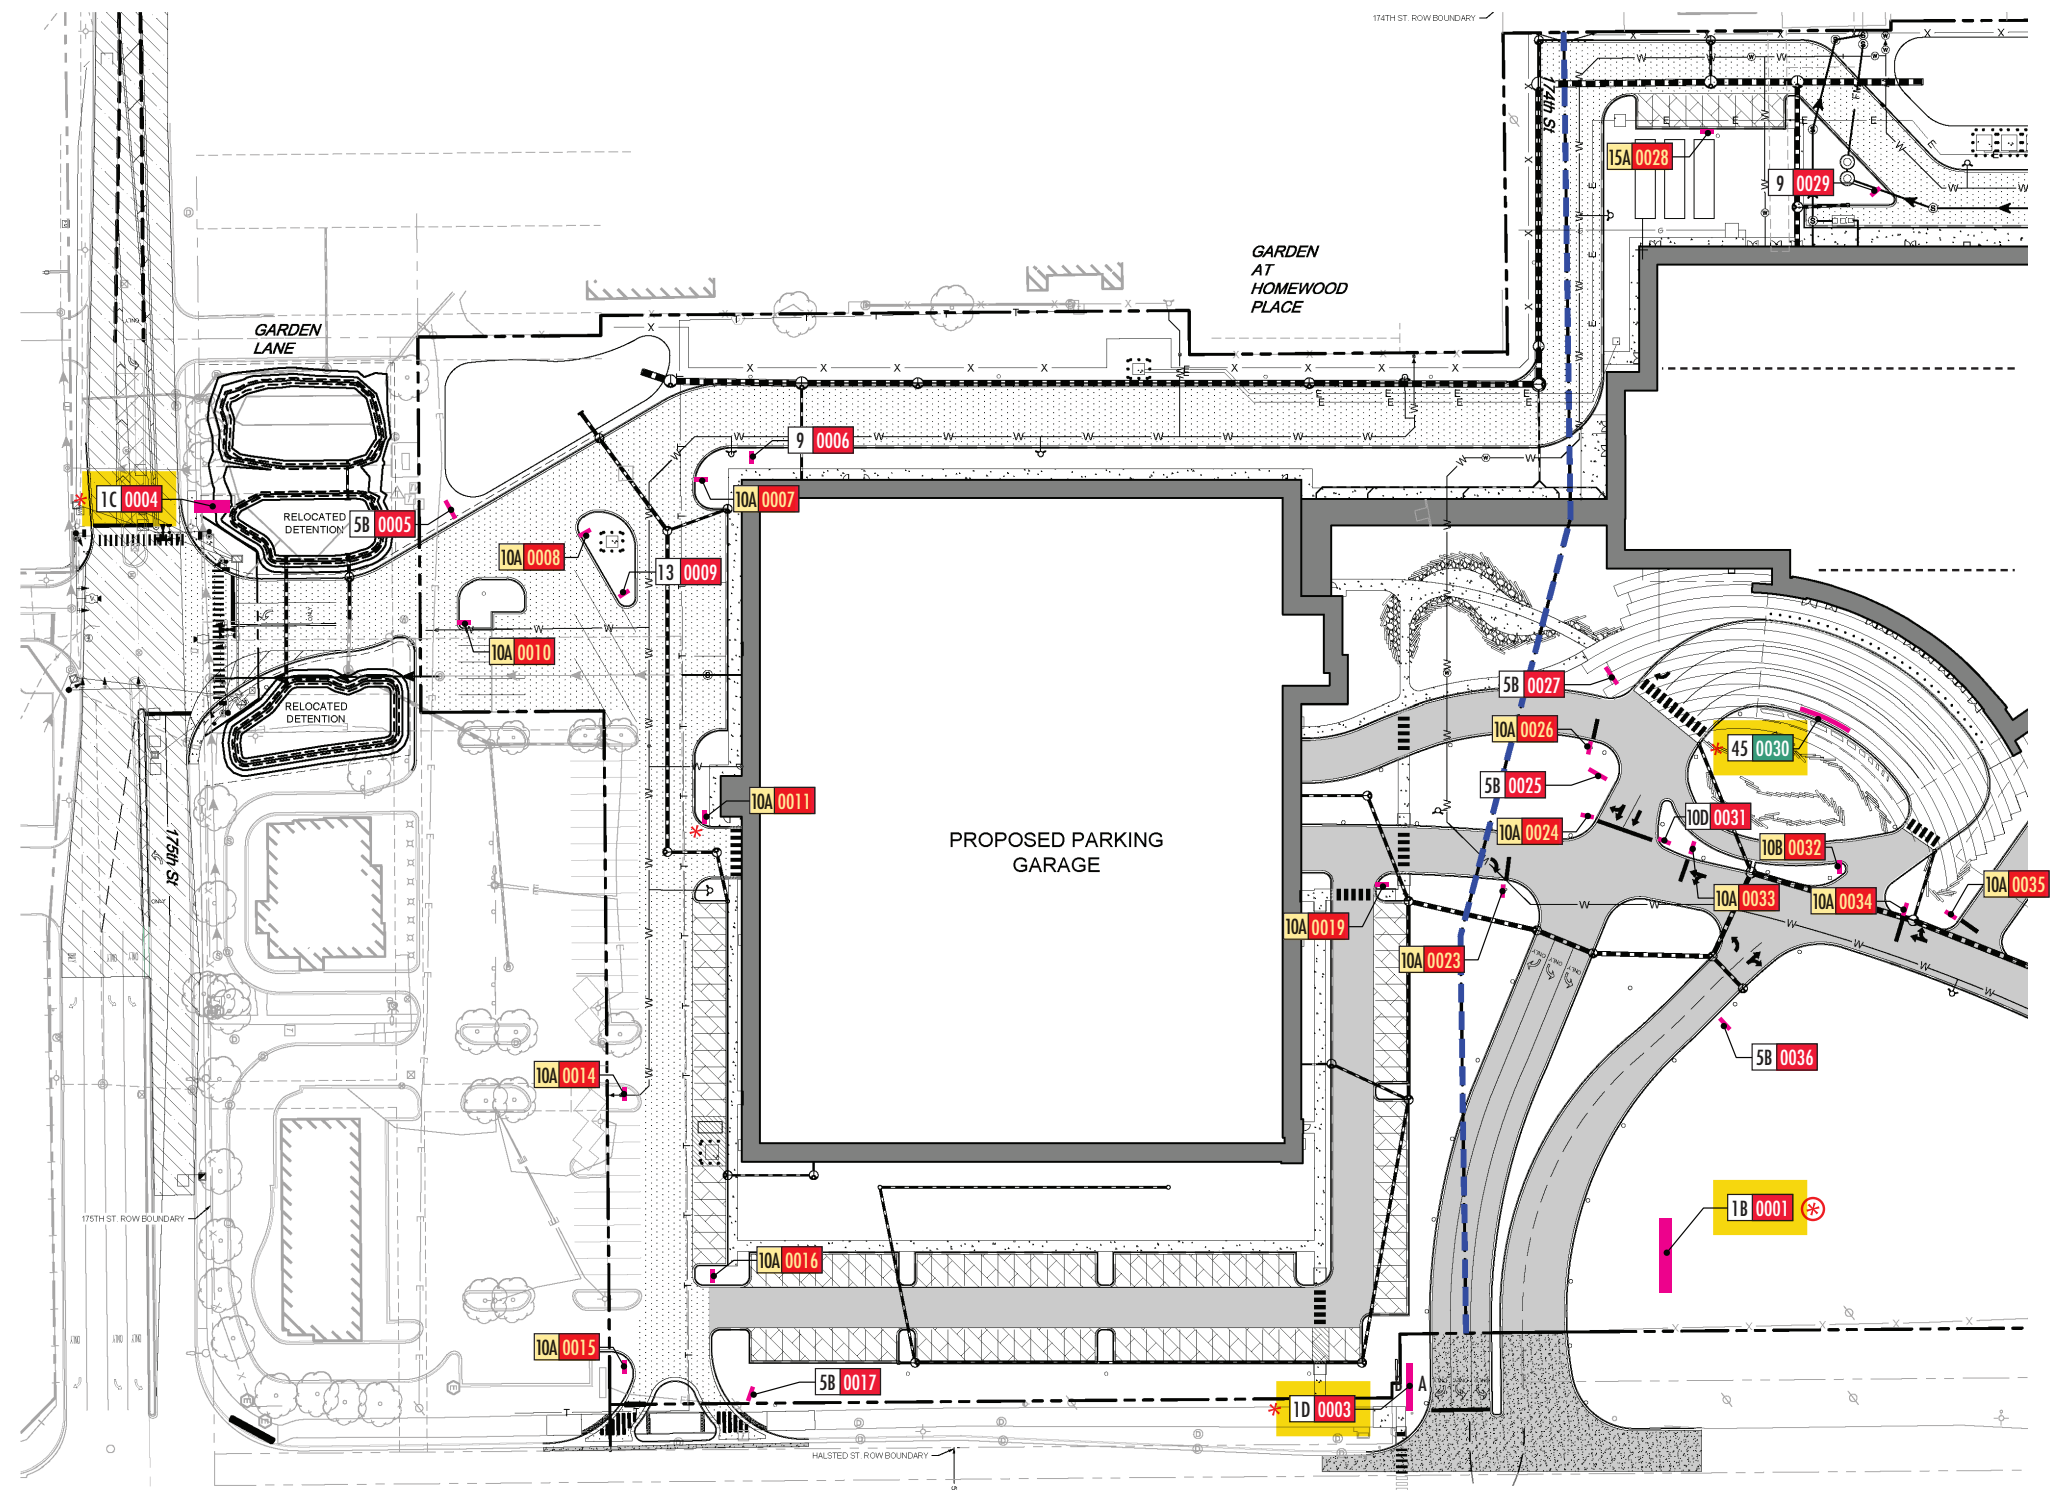 174TH ST. ROW BOUNDARY
174th St
15A 0028
9 0029
GARDEN
AT
HOMEWOOD
PLACE
GARDEN
LANE
9 0006
1C 0004
10A 0007
RELOCATED
DETENTION
5B 0005
10A 0008
13 0009
10A 0010
5B 0027
RELOCATED
DETENTION
10A 0026
45 0030
5B 0025
10A 0011
10D 0031
10A 0024
PROPOSED PARKING
GARAGE
10B 0032
175th St
10A 0035
10A 0033
10A 0034
10A 0019
10A 0023
5B 0036
10A 0014
1B 0001
175TH ST. ROW BOUNDARY
10A 0016
10A 0015
5B 0017
A
1D 0003
HALSTED ST. ROW BOUNDARY